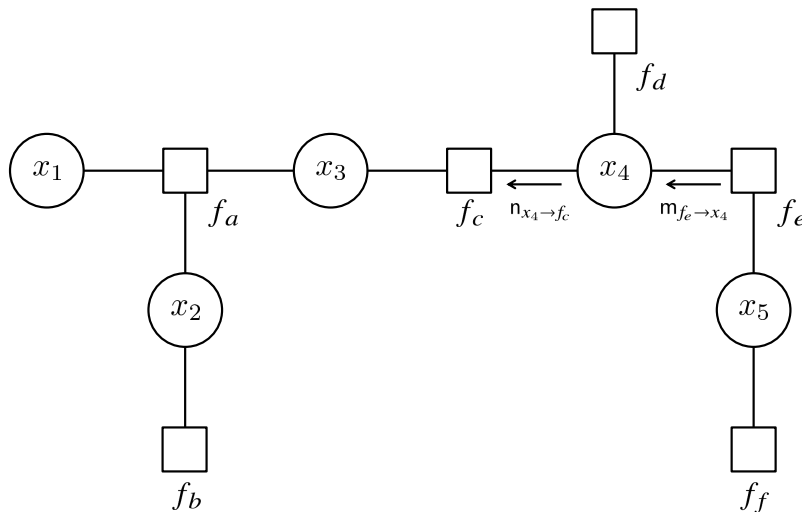 f_d
x_1 x_3 x_4
f_a f_c n_{x_4→f_c} m_{f_e→x_4} f_e
x_2 x_5
f_b f_f